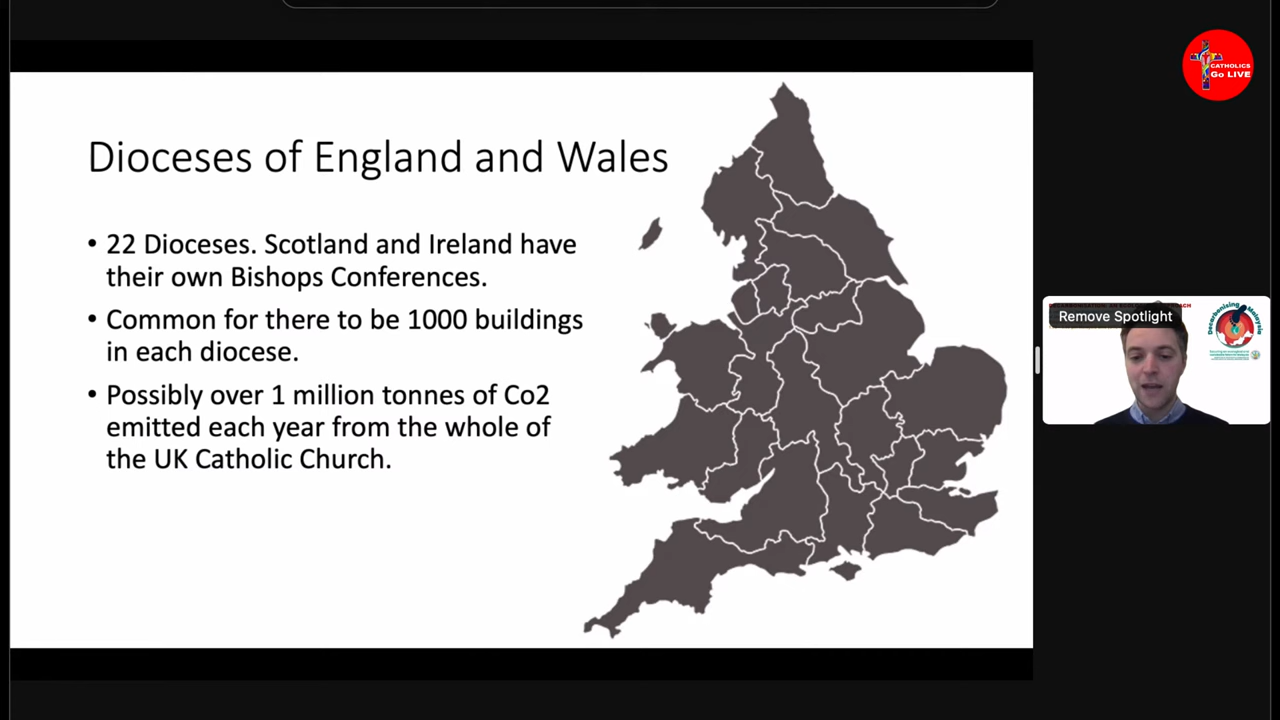 CATHOLICS
Go LIVE
Dioceses of England and Wales
• 22 Dioceses. Scotland and Ireland have
their own Bishops Conferences.
• Common for there to be 1000 buildings
in each diocese.
• Possibly over 1 million tonnes of Co2
emitted each year from the whole of
the UK Catholic Church.
Remove Spotlight
Decarbonising
Malaysia